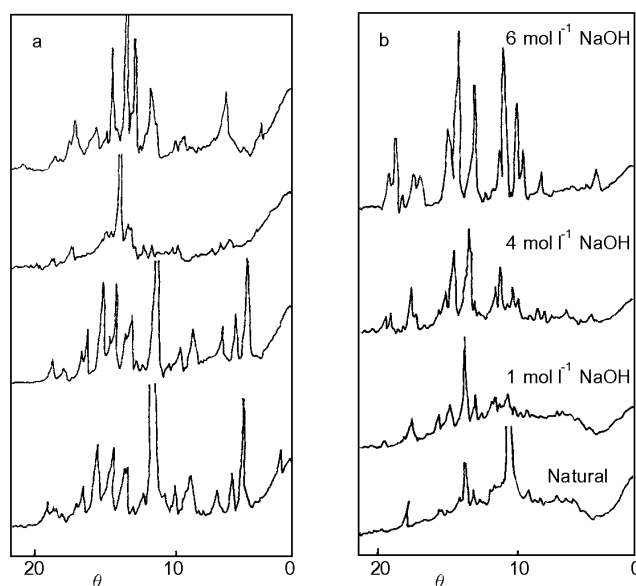 a
b
6 mol l⁻¹ NaOH
4 mol l⁻¹ NaOH
1 mol l⁻¹ NaOH
Natural
20 10 0
θ
20 10 0
θ